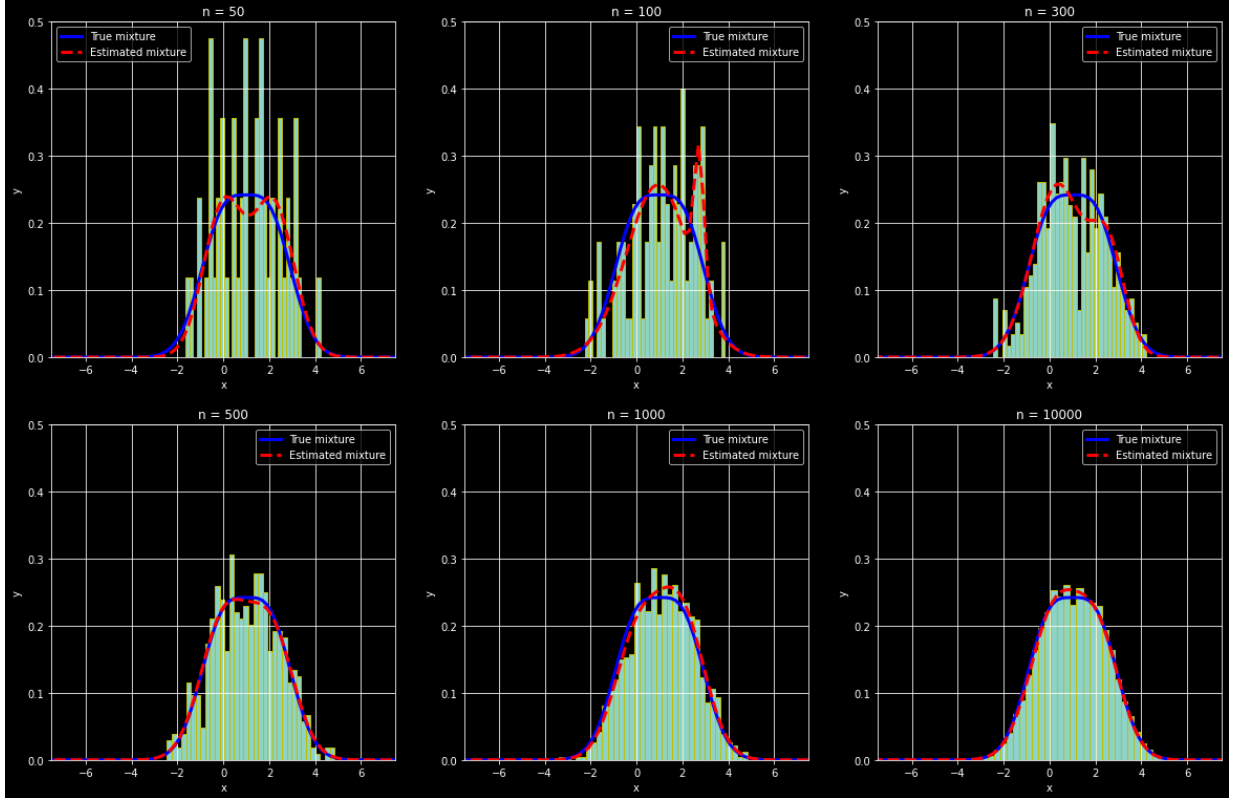 n = 50
True mixture
Estimated mixture
0.5
0.4
0.3
0.2
0.1
0.0
y
−6 −4 −2 0 2 4 6
x
n = 100
True mixture
Estimated mixture
0.5
0.4
0.3
0.2
0.1
0.0
y
−6 −4 −2 0 2 4 6
x
n = 300
True mixture
Estimated mixture
0.5
0.4
0.3
0.2
0.1
0.0
y
−6 −4 −2 0 2 4 6
x
n = 500
True mixture
Estimated mixture
0.5
0.4
0.3
0.2
0.1
0.0
y
−6 −4 −2 0 2 4 6
x
n = 1000
True mixture
Estimated mixture
0.5
0.4
0.3
0.2
0.1
0.0
y
−6 −4 −2 0 2 4 6
x
n = 10000
True mixture
Estimated mixture
0.5
0.4
0.3
0.2
0.1
0.0
y
−6 −4 −2 0 2 4 6
x